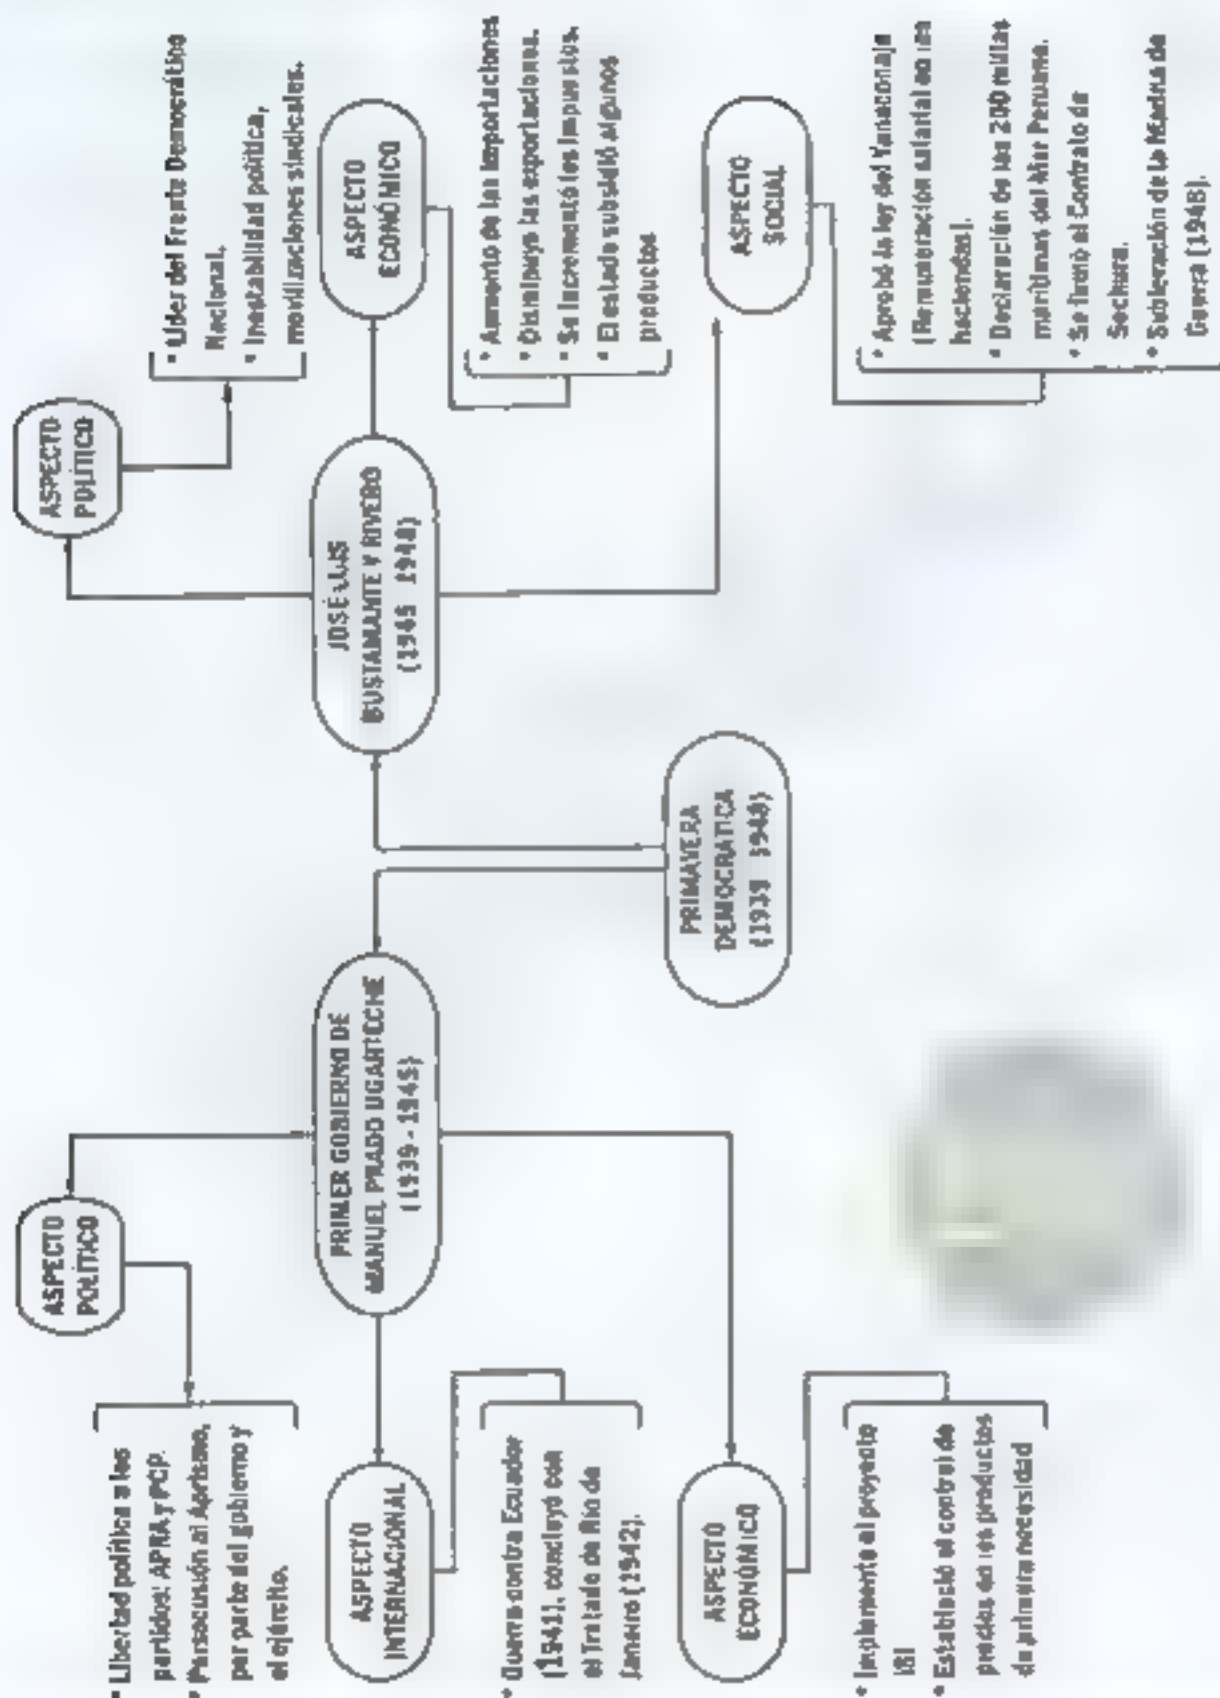 PRIMAVERA
DEMOCRATICA
(1939 1948)
PRIMER GOBIERNO DE
MANUEL PRADO UGARTECHE
(1939-1945)
ASPECTO
POLÍTICO
* Libertad política a los
partidos: APRA y PCP.
* Persecusión al Aprismo,
por parte del gobierno y
el ejército.
ASPECTO
INTERNACIONAL
* Guerra contra Ecuador
(1941), concluyó con
el Tratado de Río de
Janeiro (1942).
ASPECTO
ECONÓMICO
* Implemento el proyecto
ISI
* Estableció el control de
precios en los productos
de primera necesidad
JOSÉ LUIS
BUSTAMANTE Y RIVERO
(1945 1948)
ASPECTO
POLÍTICO
* Líder del Frente Democrático
Nacional.
* Inestabilidad política,
movilizaciones sindicales.
ASPECTO
ECONÓMICO
* Aumento de las importaciones
* Disminuye las exportaciones.
* Se incrementó los impuestos.
* El estado subsidió algunos
productos
ASPECTO
SOCIAL
* Aprobó la ley del Yanaconaje
(Remuneración salarial en las
haciendas).
* Declaración de las 200 millas
marítimas del Mar Peruano.
* Se firmó el Contrato de
Sechura.
* Sublevación de La Marina de
Guerra (1948).